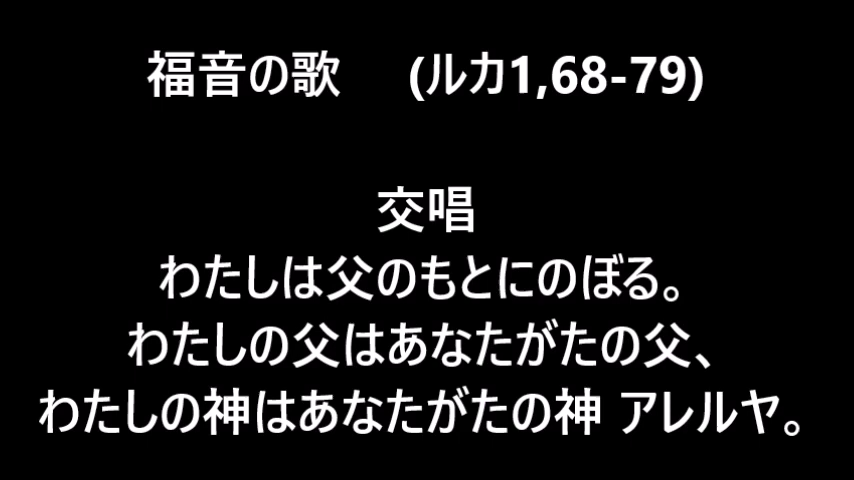 福音の歌　(ルカ1,68-79)
交唱
わたしは父のもとにのぼる。
わたしの父はあなたがたの父、
わたしの神はあなたがたの神 アレルヤ。